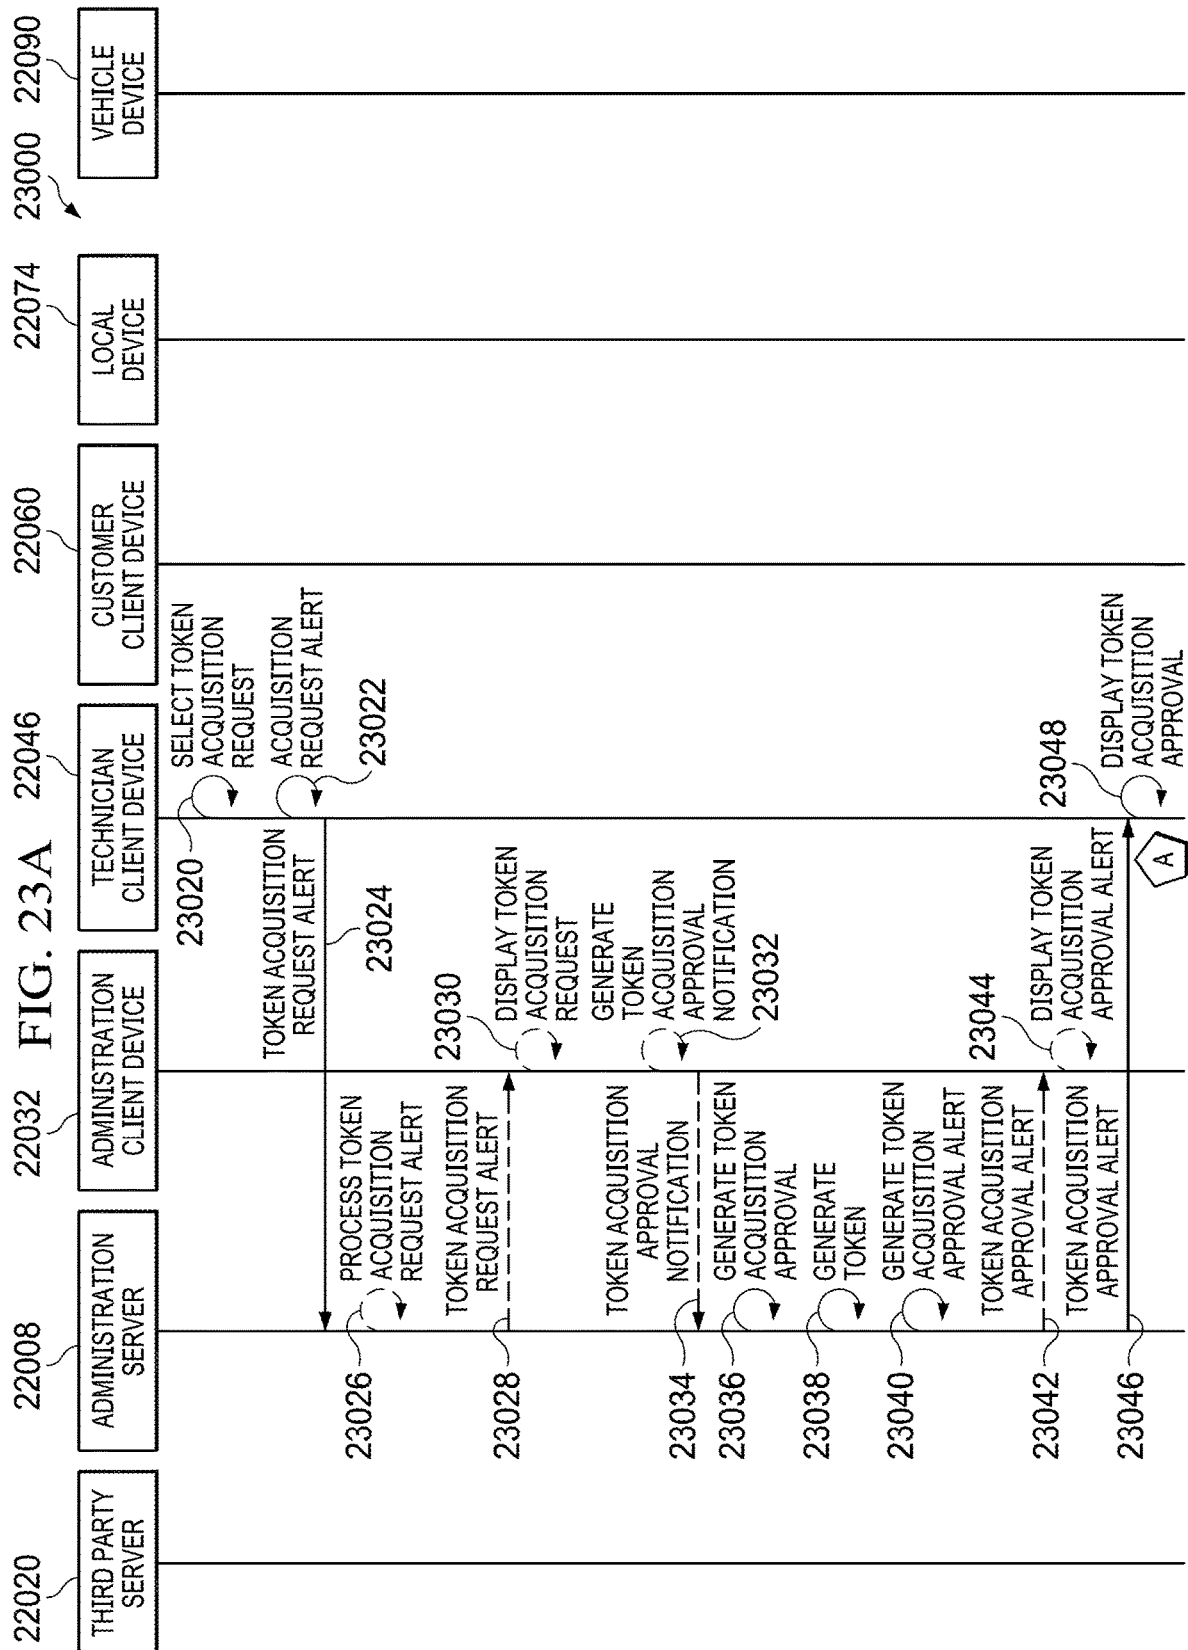 FIG. 23A
23000
22020
THIRD PARTY
SERVER
22008
ADMINISTRATION
SERVER
22032
ADMINISTRATION
CLIENT DEVICE
22046
TECHNICIAN
CLIENT DEVICE
22060
CUSTOMER
CLIENT DEVICE
22074
LOCAL
DEVICE
22090
VEHICLE
DEVICE
23020
SELECT TOKEN
ACQUISITION
REQUEST
ACQUISITION
REQUEST ALERT
23022
TOKEN ACQUISITION
REQUEST ALERT
23024
23026
PROCESS TOKEN
ACQUISITION
REQUEST ALERT
23028
TOKEN ACQUISITION
REQUEST ALERT
23030
DISPLAY TOKEN
ACQUISITION
REQUEST
GENERATE
TOKEN
ACQUISITION
APPROVAL
NOTIFICATION
23032
TOKEN ACQUISITION
APPROVAL
NOTIFICATION
23034
23036
GENERATE TOKEN
ACQUISITION
APPROVAL
23038
GENERATE
TOKEN
23040
GENERATE TOKEN
ACQUISITION
APPROVAL ALERT
23042
TOKEN ACQUISITION
APPROVAL ALERT
23044
DISPLAY TOKEN
ACQUISITION
APPROVAL ALERT
23046
TOKEN ACQUISITION
APPROVAL ALERT
23048
DISPLAY TOKEN
ACQUISITION
APPROVAL
A